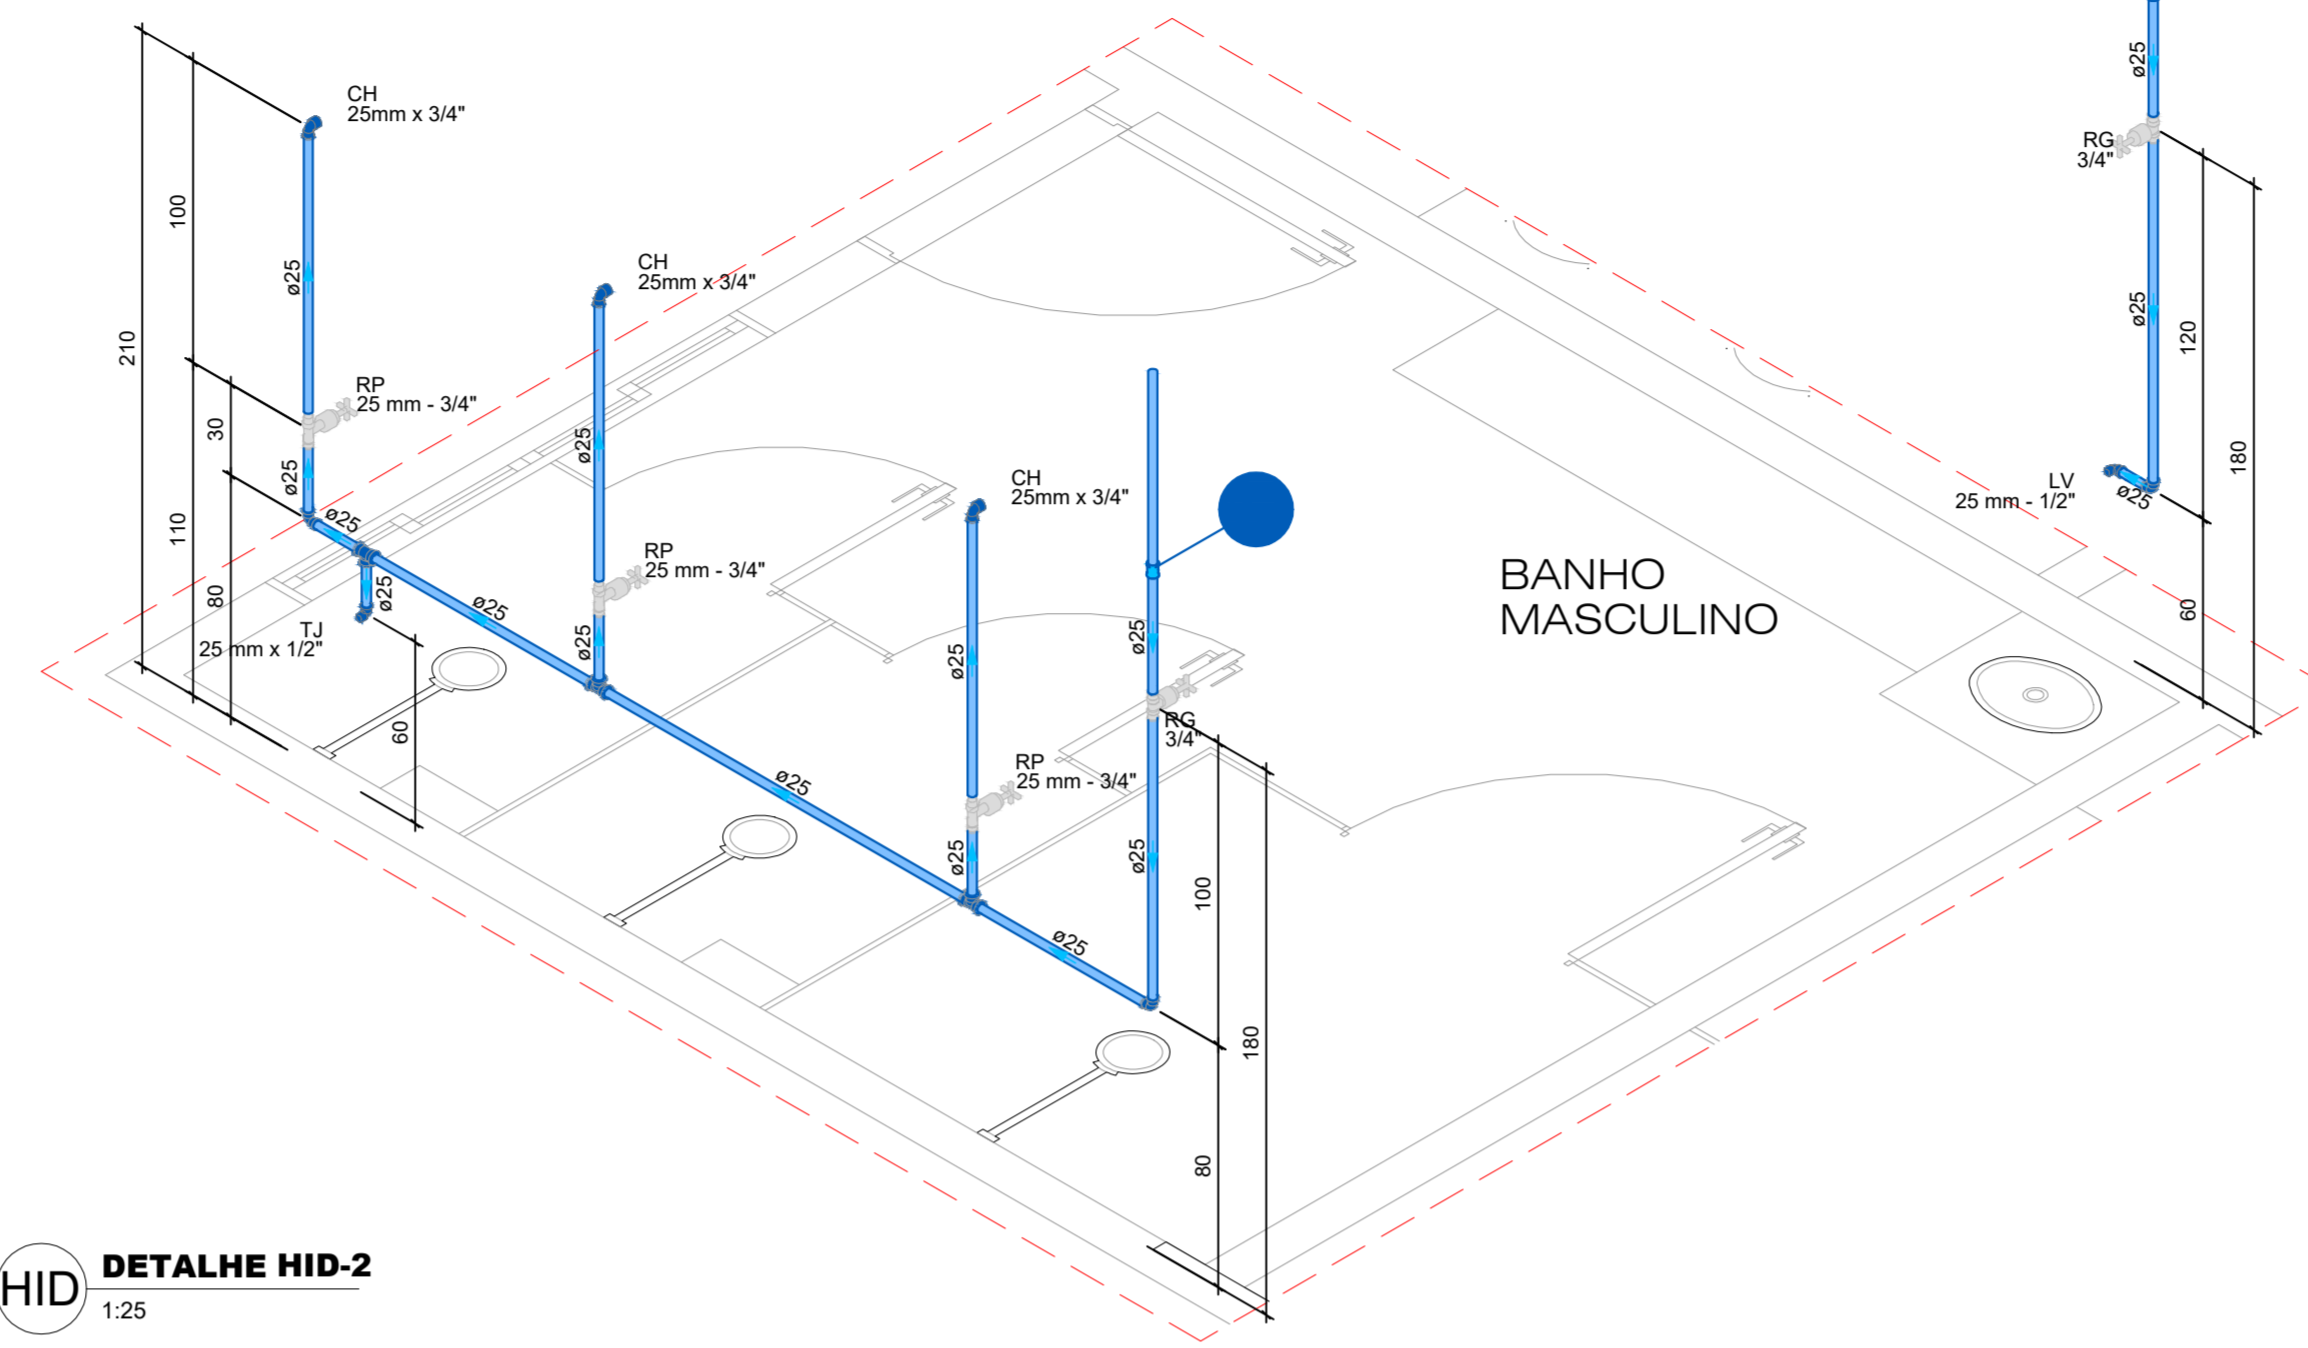 CH
25mm x 3/4"
ø25
100
210
30
RP
25 mm - 3/4"
ø25
ø25
110
80
ø25
TJ
25 mm x 1/2"
60
CH
25mm x 3/4"
ø25
RP
25 mm - 3/4"
ø25
ø25
ø25
CH
25mm x 3/4"
ø25
RP
25 mm - 3/4"
ø25
ø25
ø25
RG
3/4"
ø25
100
180
80
BANHO
MASCULINO
ø25
RG
3/4"
ø25
120
180
LV
25 mm - 1/2"
ø25
60
HID
DETALHE HID-2
1:25